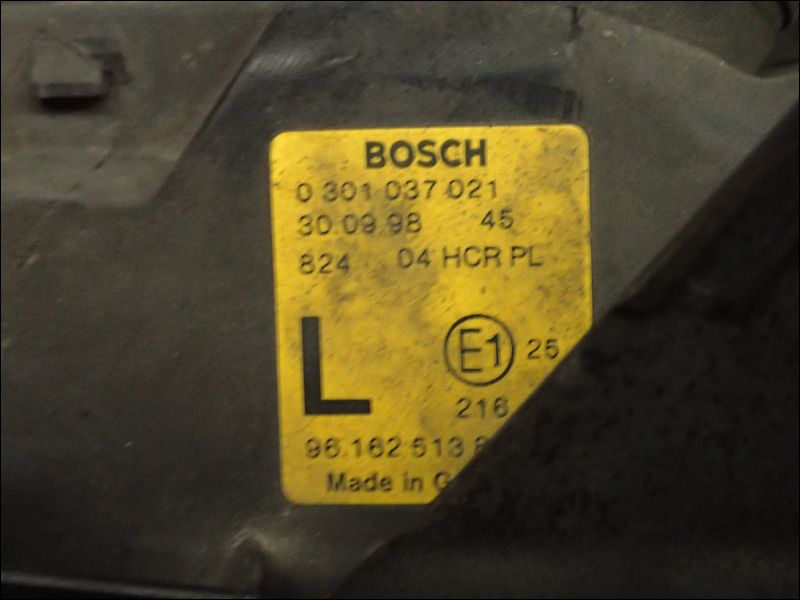 BOSCH
0 301 037 021
30.09.98 45
824 04 HCR PL
L E1 25
216
96.162 513
Made in